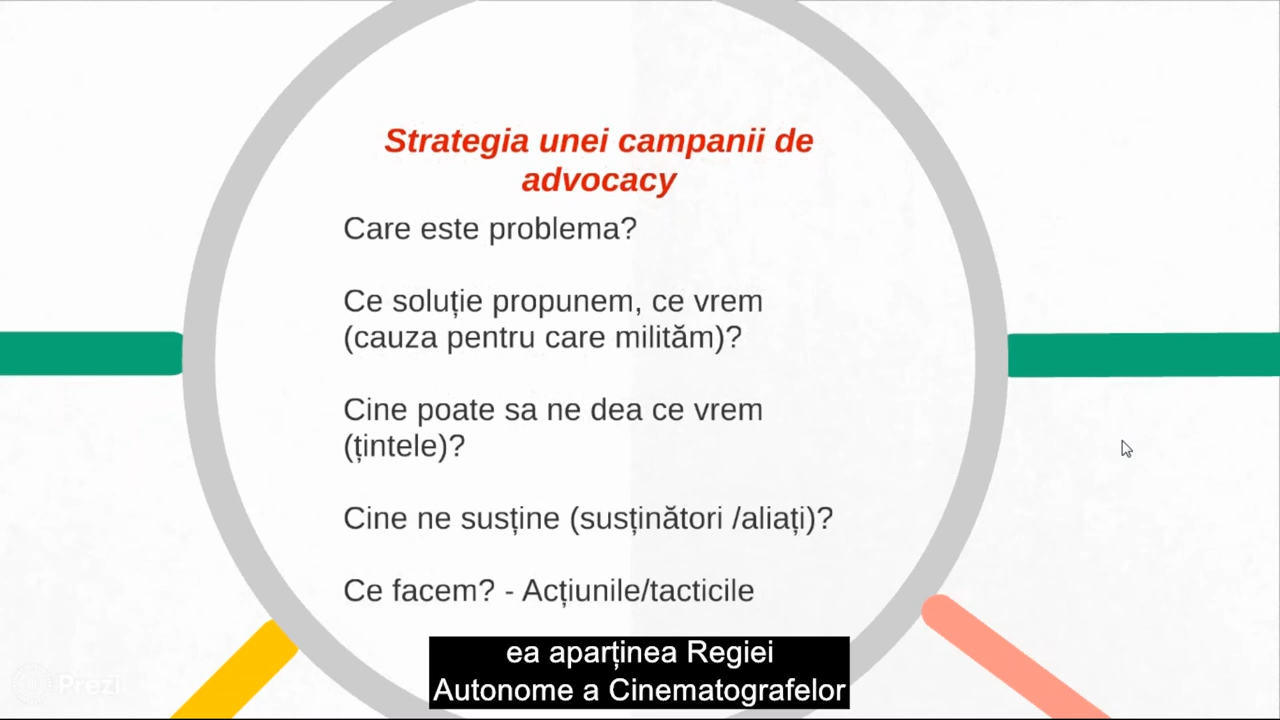 Strategia unei campanii de
advocacy
Care este problema?
Ce soluție propunem, ce vrem
(cauza pentru care milităm)?
Cine poate sa ne dea ce vrem
(țintele)?
Cine ne susține (susținători /aliați)?
Ce facem? - Acțiunile/tacticile
ea aparținea Regiei
Autonome a Cinematografelor
Prezi